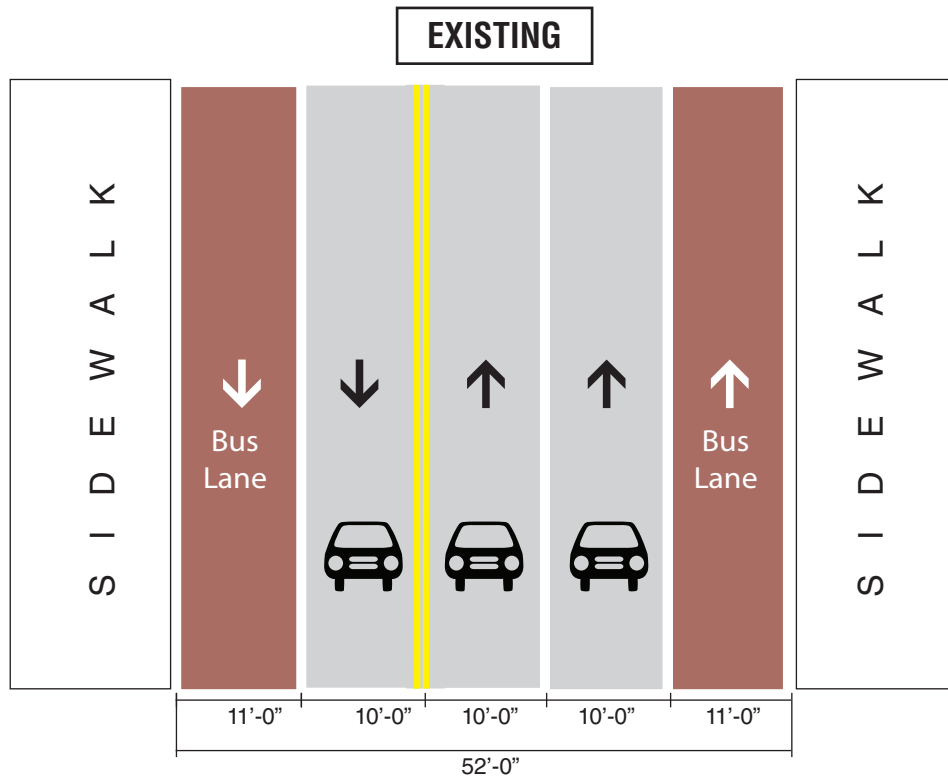 EXISTING
SIDEWALK
Bus
Lane
Bus
Lane
SIDEWALK
11’-0” 10’-0” 10’-0” 10’-0” 11’-0”
52’-0”